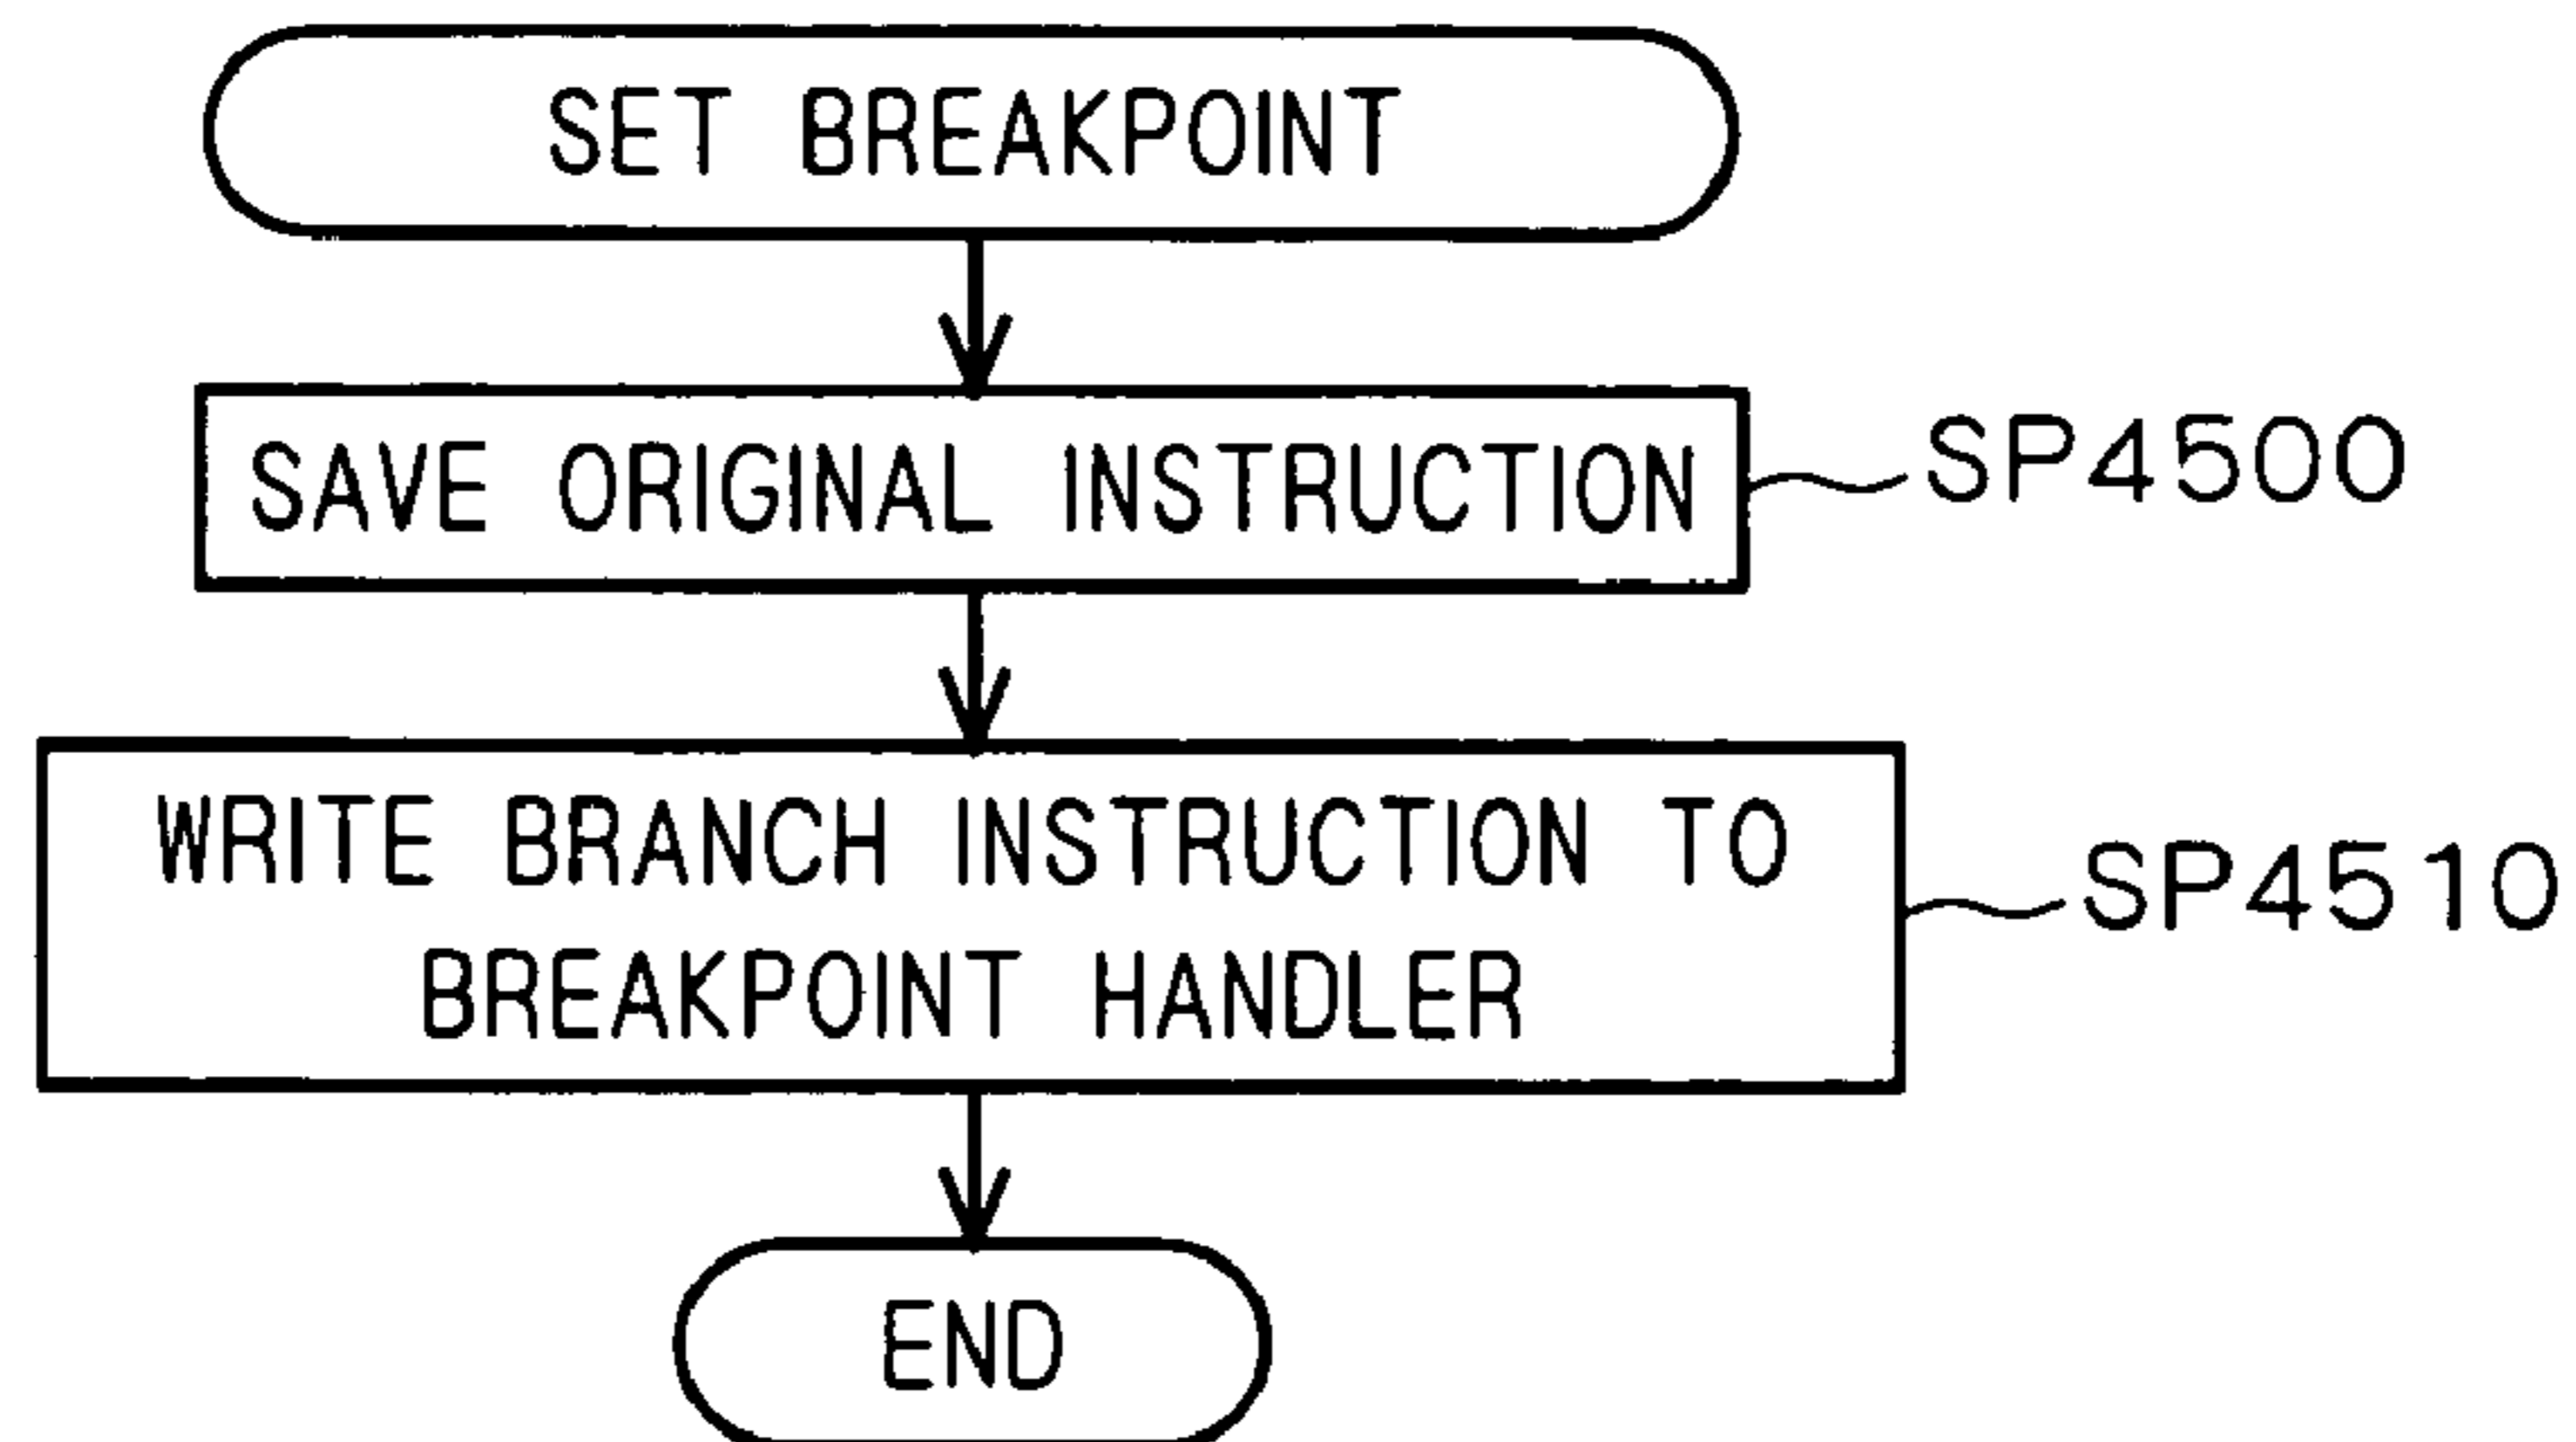 SET BREAKPOINT
SAVE ORIGINAL INSTRUCTION
SP4500
WRITE BRANCH INSTRUCTION TO
BREAKPOINT HANDLER
SP4510
END